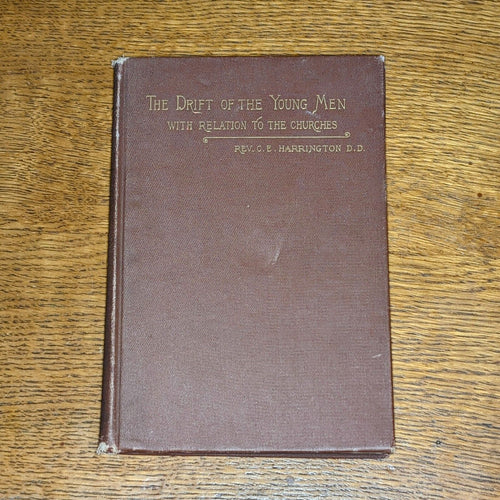 The Drift of the Young Men
with Relation to the Churches
Rev. C. E. Harrington D.D.